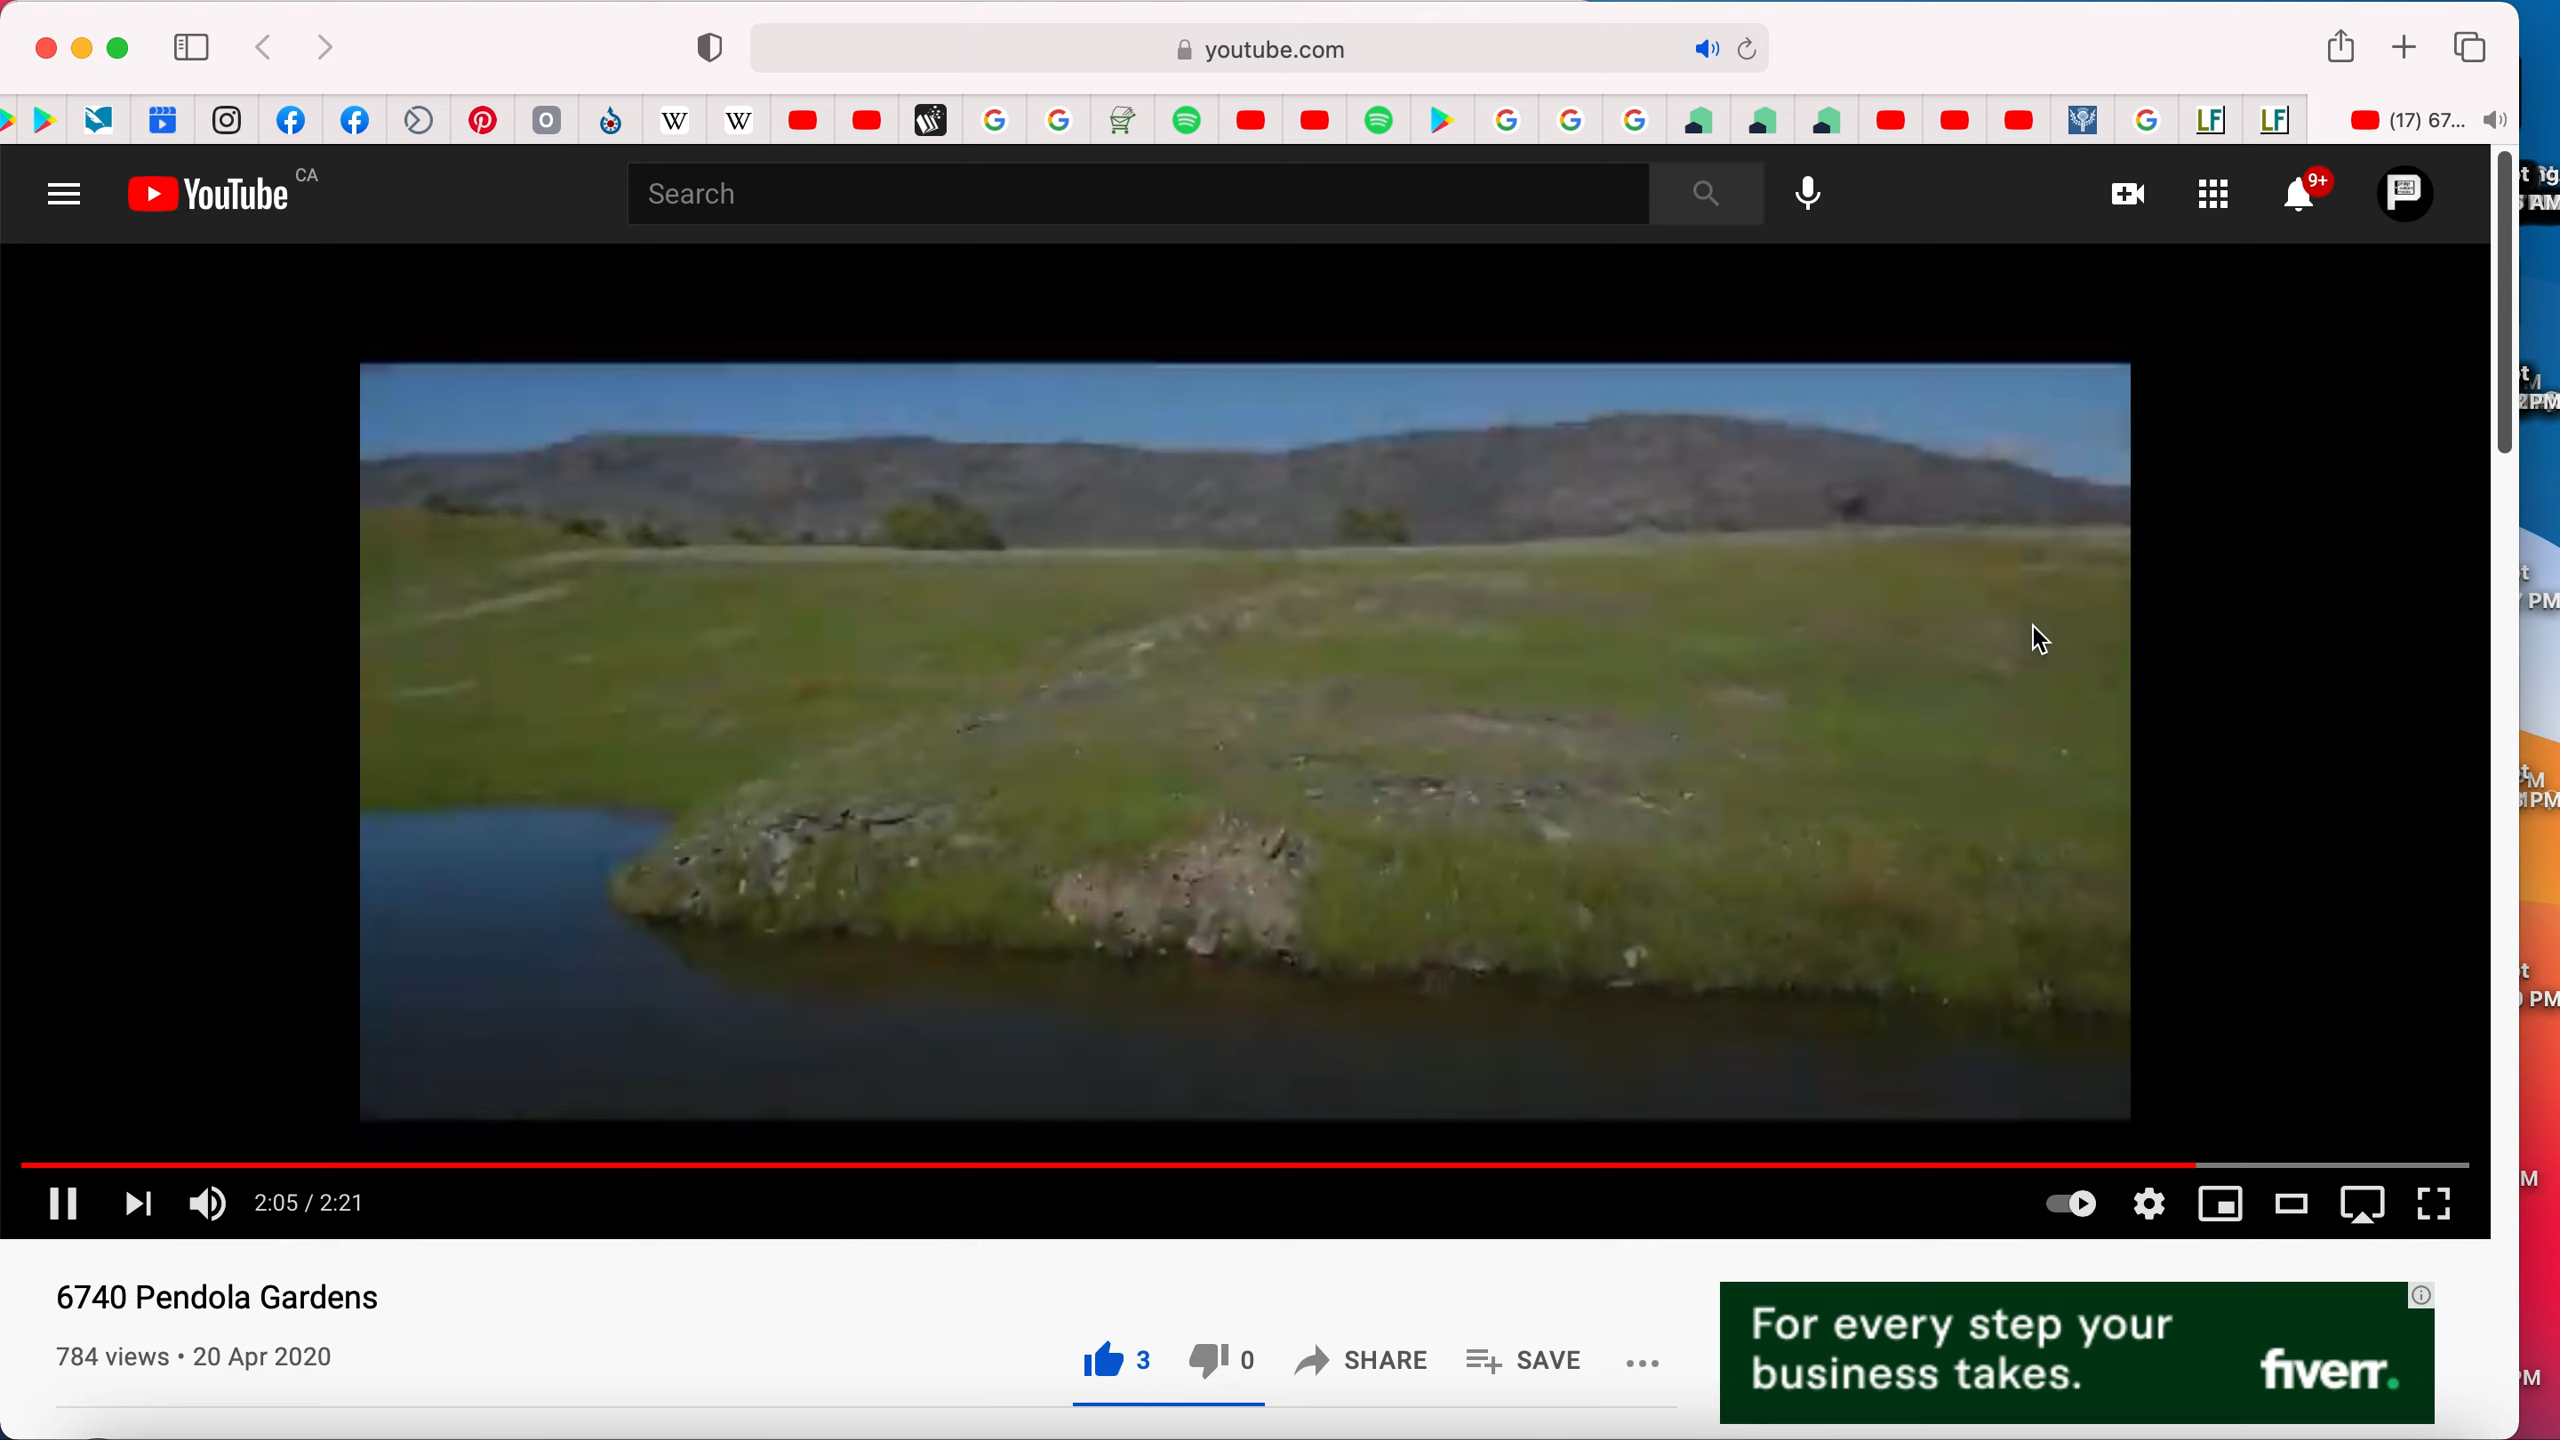 youtube.com
(17) 67...
YouTube CA
Search
9+
2:05 / 2:21
6740 Pendola Gardens
784 views • 20 Apr 2020
3
0
SHARE
SAVE
For every step your
business takes.
fiverr.